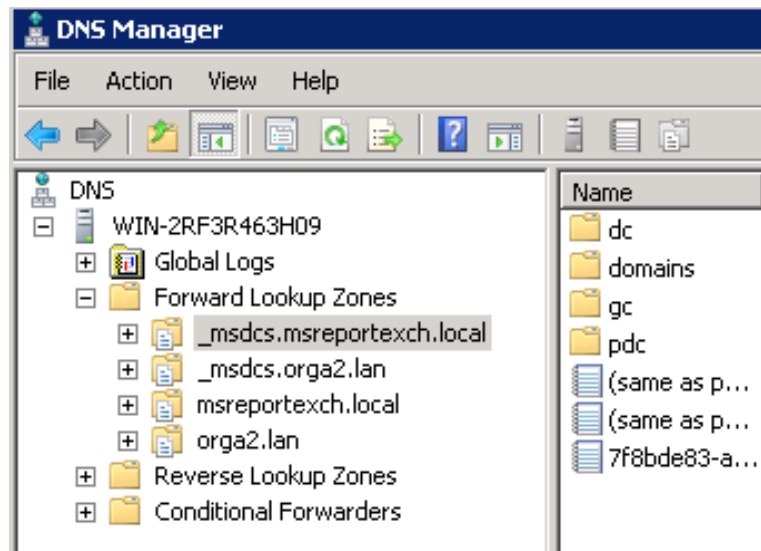 DNS Manager
File Action View Help
DNS
WIN-2RF3R463H09
Global Logs
Forward Lookup Zones
_msdcs.msreportexch.local
_msdcs.orga2.lan
msreportexch.local
orga2.lan
Reverse Lookup Zones
Conditional Forwarders
Name
dc
domains
gc
pdc
(same as p...
(same as p...
7f8bde83-a...